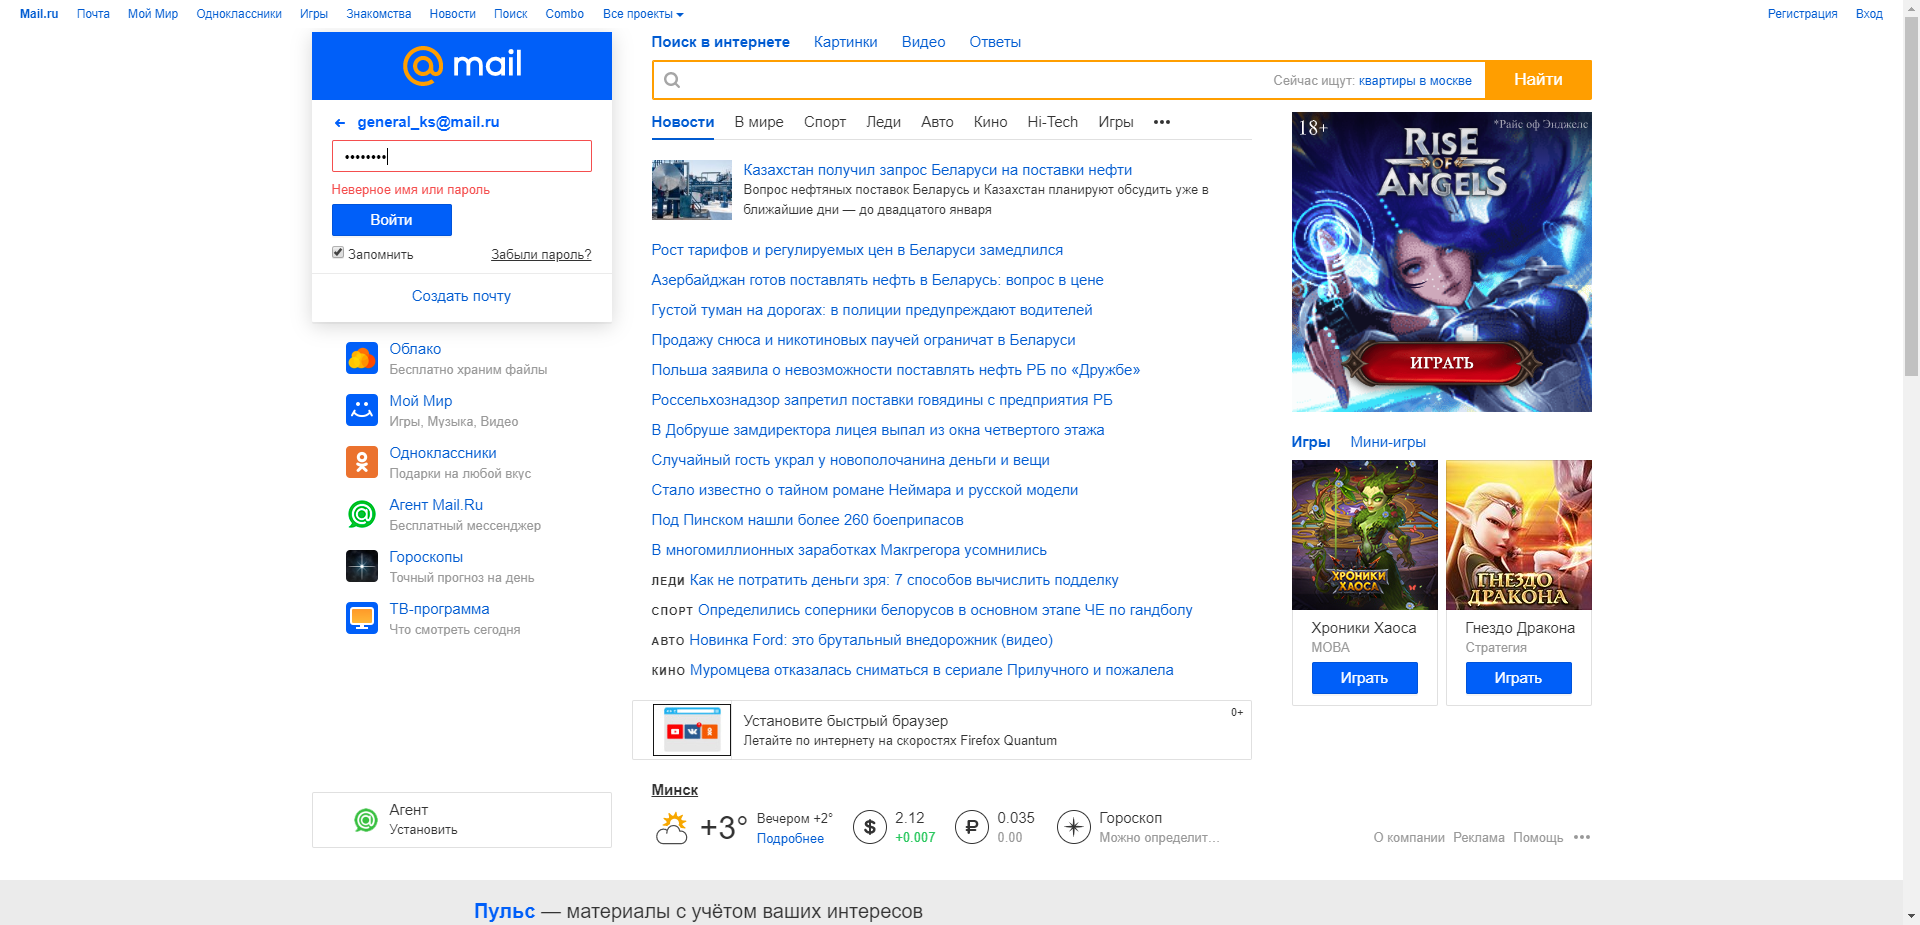 Mail.ru Почта Мой Мир Одноклассники Игры Знакомства Новости Поиск Combo Все проекты Регистрация Вход
mail
general_ks@mail.ru
••••••••
Неверное имя или пароль
Войти
Запомнить Забыли пароль?
Создать почту
Облако
Бесплатно храним файлы
Мой Мир
Игры, Музыка, Видео
Одноклассники
Подарки на любой вкус
Агент Mail.Ru
Бесплатный мессенджер
Гороскопы
Точный прогноз на день
ТВ-программа
Что смотреть сегодня
Агент
Установить
Поиск в интернете Картинки Видео Ответы
Сейчас ищут: квартиры в москве Найти
Новости В мире Спорт Леди Авто Кино Hi-Tech Игры •••
Казахстан получил запрос Беларуси на поставки нефти
Вопрос нефтяных поставок Беларусь и Казахстан планируют обсудить уже в
ближайшие дни — до двадцатого января
Рост тарифов и регулируемых цен в Беларуси замедлился
Азербайджан готов поставлять нефть в Беларусь: вопрос в цене
Густой туман на дорогах: в полиции предупреждают водителей
Продажу снюса и никотиновых паучей ограничат в Беларуси
Польша заявила о невозможности поставлять нефть РБ по «Дружбе»
Россельхознадзор запретил поставки говядины с предприятия РБ
В Добруше замдиректора лицея выпал из окна четвертого этажа
Случайный гость украл у новополочанина деньги и вещи
Стало известно о тайном романе Неймара и русской модели
Под Пинском нашли более 260 боеприпасов
В многомиллионных заработках Макгрегора усомнились
ЛЕДИ Как не потратить деньги зря: 7 способов вычислить подделку
СПОРТ Определились соперники белорусов в основном этапе ЧЕ по гандболу
АВТО Новинка Ford: это брутальный внедорожник (видео)
КИНО Муромцева отказалась сниматься в сериале Прилучного и пожалела
Установите быстрый браузер 0+
Летайте по интернету на скоростях Firefox Quantum
Минск
+3° Вечером +2°
Подробнее
$ 2.12
+0.007
₽ 0.035
0.00
Гороскоп
Можно определит...
18+ *Райс оф Энджелс
RISE
OF
ANGELS
ИГРАТЬ
Игры Мини-игры
ХРОНИКИ
ХАОСА
Хроники Хаоса
MOBA
Играть
ГНЕЗДО
ДРАКОНА
Гнездо Дракона
Стратегия
Играть
О компании Реклама Помощь •••
Пульс — материалы с учётом ваших интересов